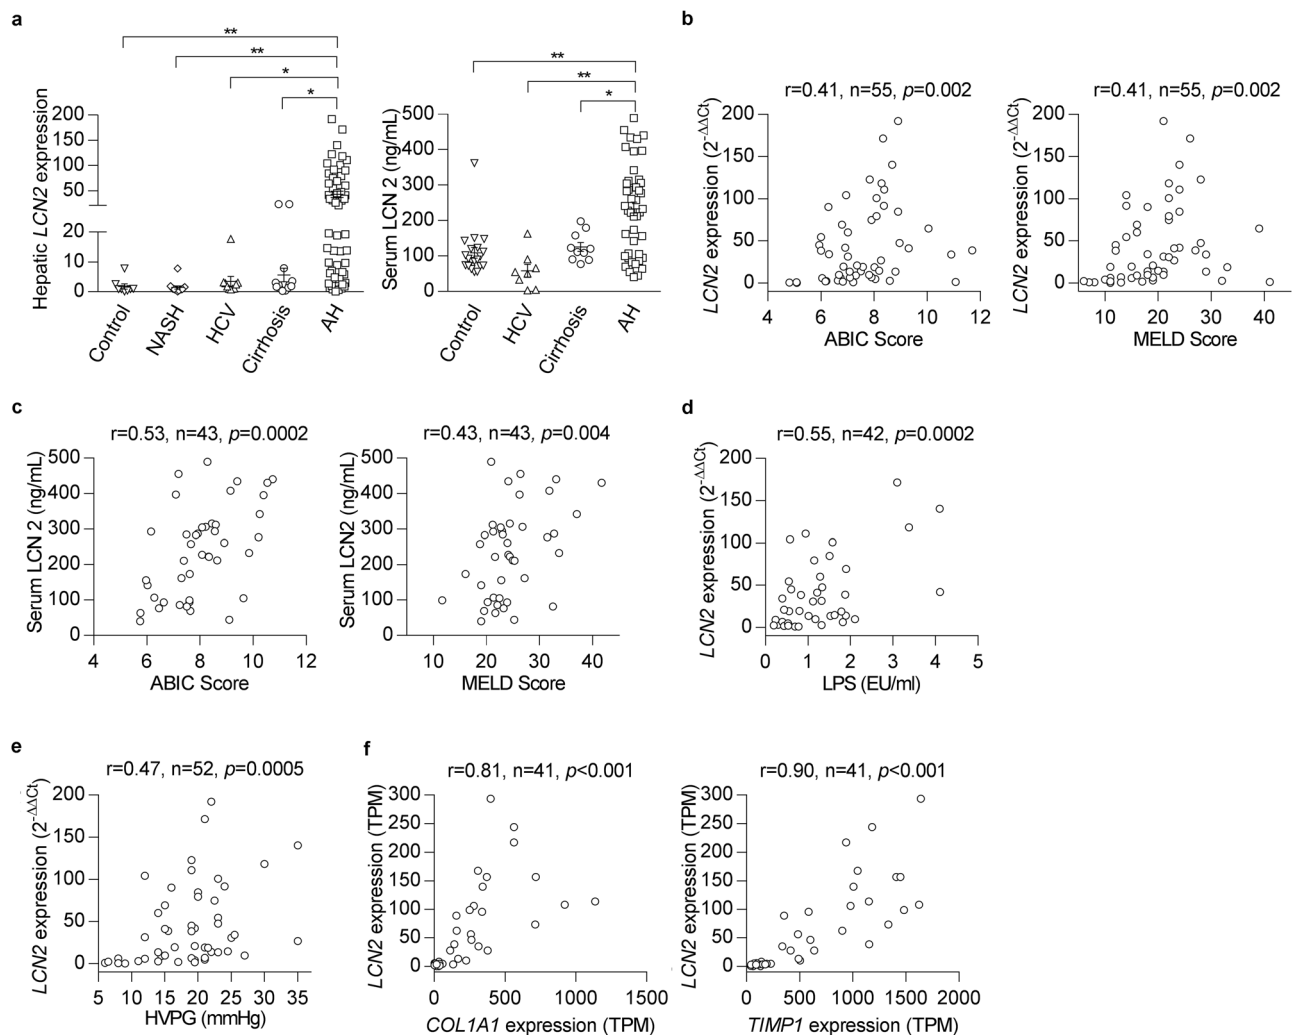 a
** 
**
*
*
Hepatic LCN2 expression
200
150
100
50
20
10
0
Control
NASH
HCV
Cirrhosis
AH
**
**
*
Serum LCN 2 (ng/mL)
500
400
300
200
100
0
Control
HCV
Cirrhosis
AH
b
r=0.41, n=55, p=0.002
LCN2 expression (2-ΔΔCt)
200
150
100
50
0
4 6 8 10 12
ABIC Score
r=0.41, n=55, p=0.002
LCN2 expression (2-ΔΔCt)
200
150
100
50
0
10 20 30 40
MELD Score
c
r=0.53, n=43, p=0.0002
Serum LCN 2 (ng/mL)
500
400
300
200
100
0
4 6 8 10 12
ABIC Score
r=0.43, n=43, p=0.004
Serum LCN2 (ng/mL)
500
400
300
200
100
0
10 20 30 40
MELD Score
d
r=0.55, n=42, p=0.0002
LCN2 expression (2-ΔΔCt)
200
150
100
50
0
0 1 2 3 4 5
LPS (EU/ml)
e
r=0.47, n=52, p=0.0005
LCN2 expression (2-ΔΔCt)
200
150
100
50
0
5 10 15 20 25 30 35
HVPG (mmHg)
f
r=0.81, n=41, p<0.001
LCN2 expression (TPM)
300
250
200
150
100
50
0
0 500 1000 1500
COL1A1 expression (TPM)
r=0.90, n=41, p<0.001
LCN2 expression (TPM)
300
250
200
150
100
50
0
0 500 1000 1500 2000
TIMP1 expression (TPM)